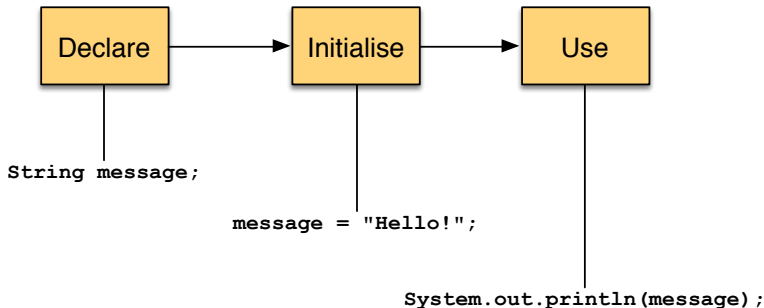 Declare
Initialise
Use
String message;
message = "Hello!";
System.out.println(message);